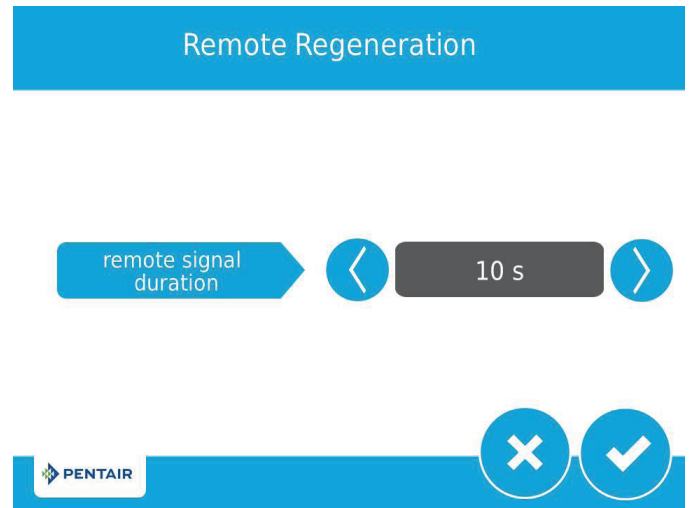 Remote Regeneration
remote signal
duration
10 s
PENTAIR